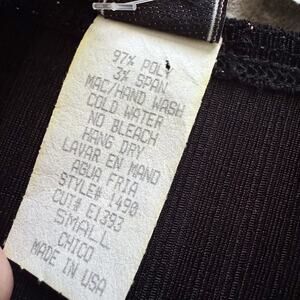 97% POLY
3% SPAN
MAC/HAND WASH
COLD WATER
NO BLEACH
HANG DRY
LAVAR EN MANO
AGUA FRIA
STYLE# 1490
CUT# E1393
SMALL
CHICO
MADE IN USA